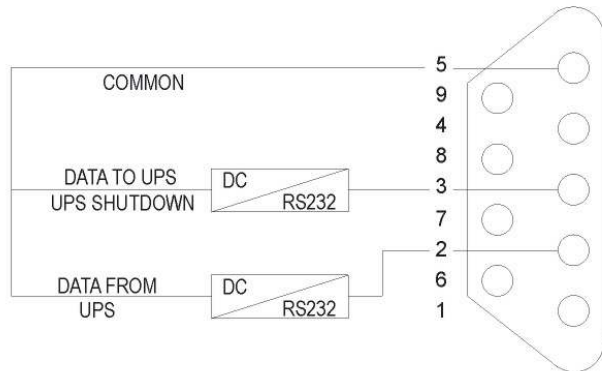 COMMON
DATA TO UPS
UPS SHUTDOWN
DC
RS232
DATA FROM
UPS
DC
RS232
5
9
4
8
3
7
2
6
1